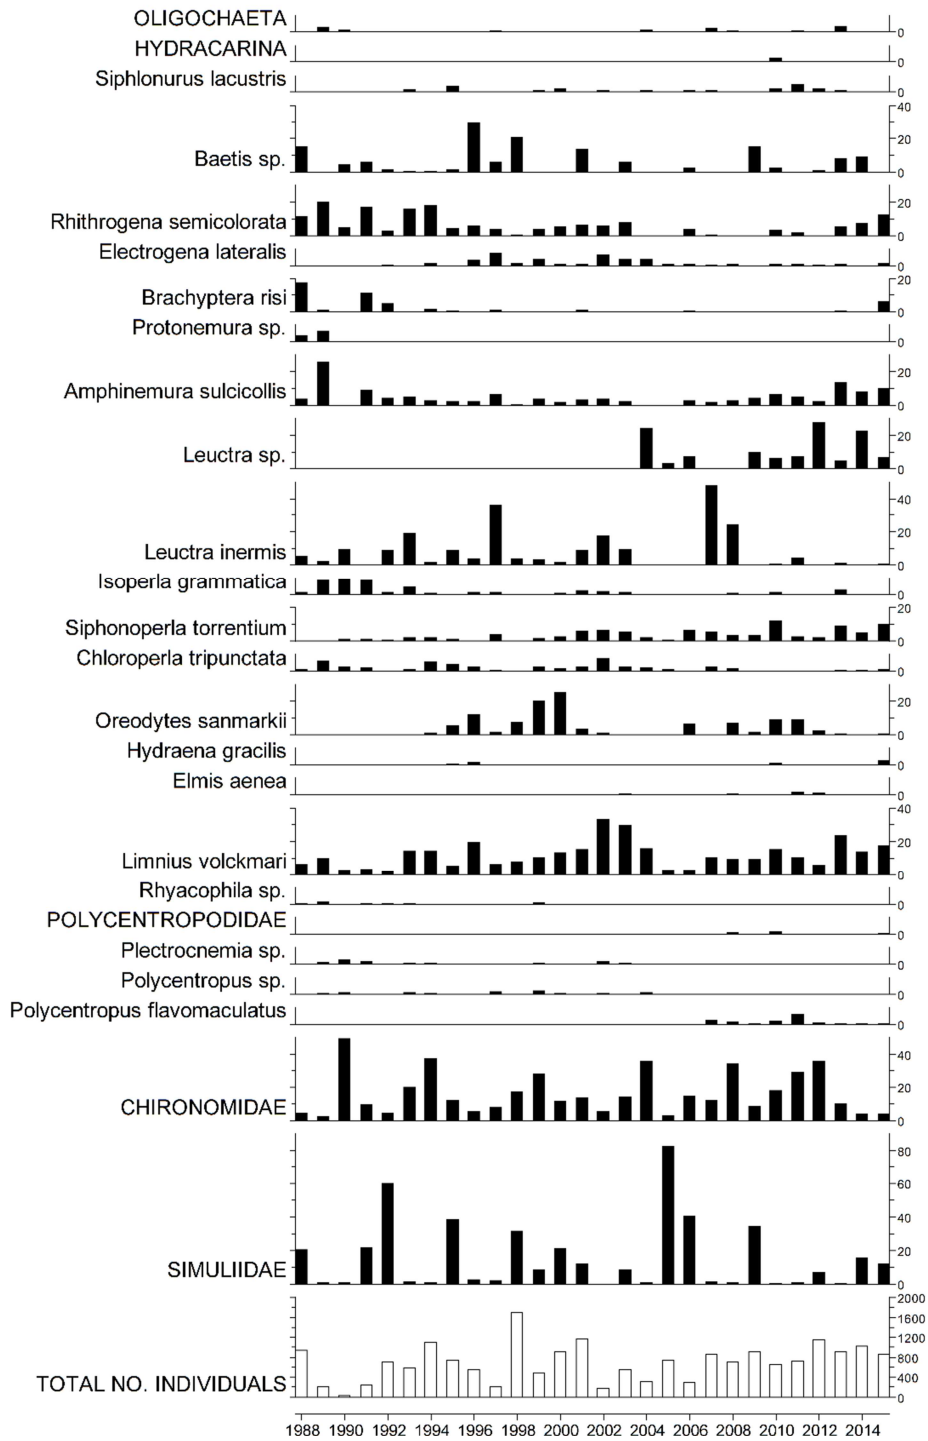 OLIGOCHAETA
0
HYDRACARINA
0
Siphlonurus lacustris
0
40
20
Baetis sp.
0
20
Rhithrogena semicolorata
0
Electrogena lateralis
0
20
Brachyptera risi
0
Protonemura sp.
0
20
Amphinemura sulcicollis
0
20
Leuctra sp.
0
40
20
Leuctra inermis
0
Isoperla grammatica
0
20
Siphonoperla torrentium
0
Chloroperla tripunctata
0
20
Oreodytes sanmarkii
0
Hydraena gracilis
0
Elmis aenea
0
40
20
Limnius volckmari
0
Rhyacophila sp.
0
POLYCENTROPODIDAE
0
Plectrocnemia sp.
0
Polycentropus sp.
0
Polycentropus flavomaculatus
0
40
20
CHIRONOMIDAE
0
80
60
40
20
SIMULIIDAE
0
2000
1600
1200
800
400
TOTAL NO. INDIVIDUALS
0
1988 1990 1992 1994 1996 1998 2000 2002 2004 2006 2008 2010 2012 2014